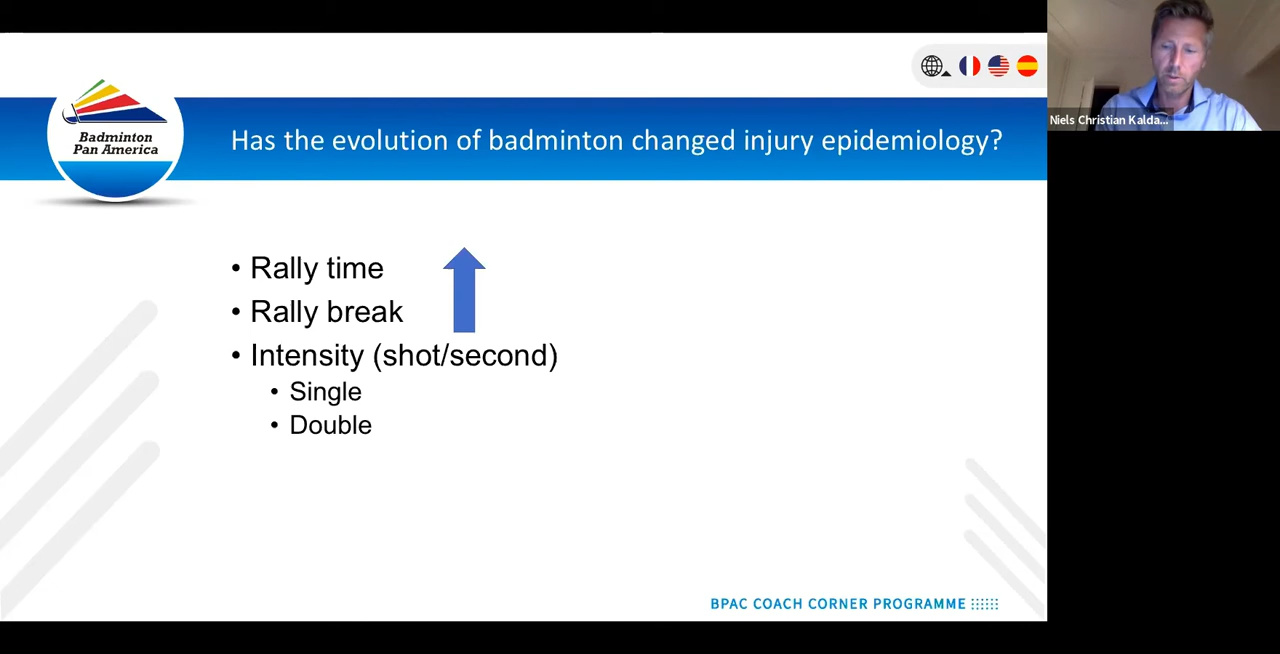 Has the evolution of badminton changed injury epidemiology?
Badminton
Pan America
Niels Christian Kalda...
• Rally time
• Rally break
• Intensity (shot/second)
• Single
• Double
BPAC COACH CORNER PROGRAMME